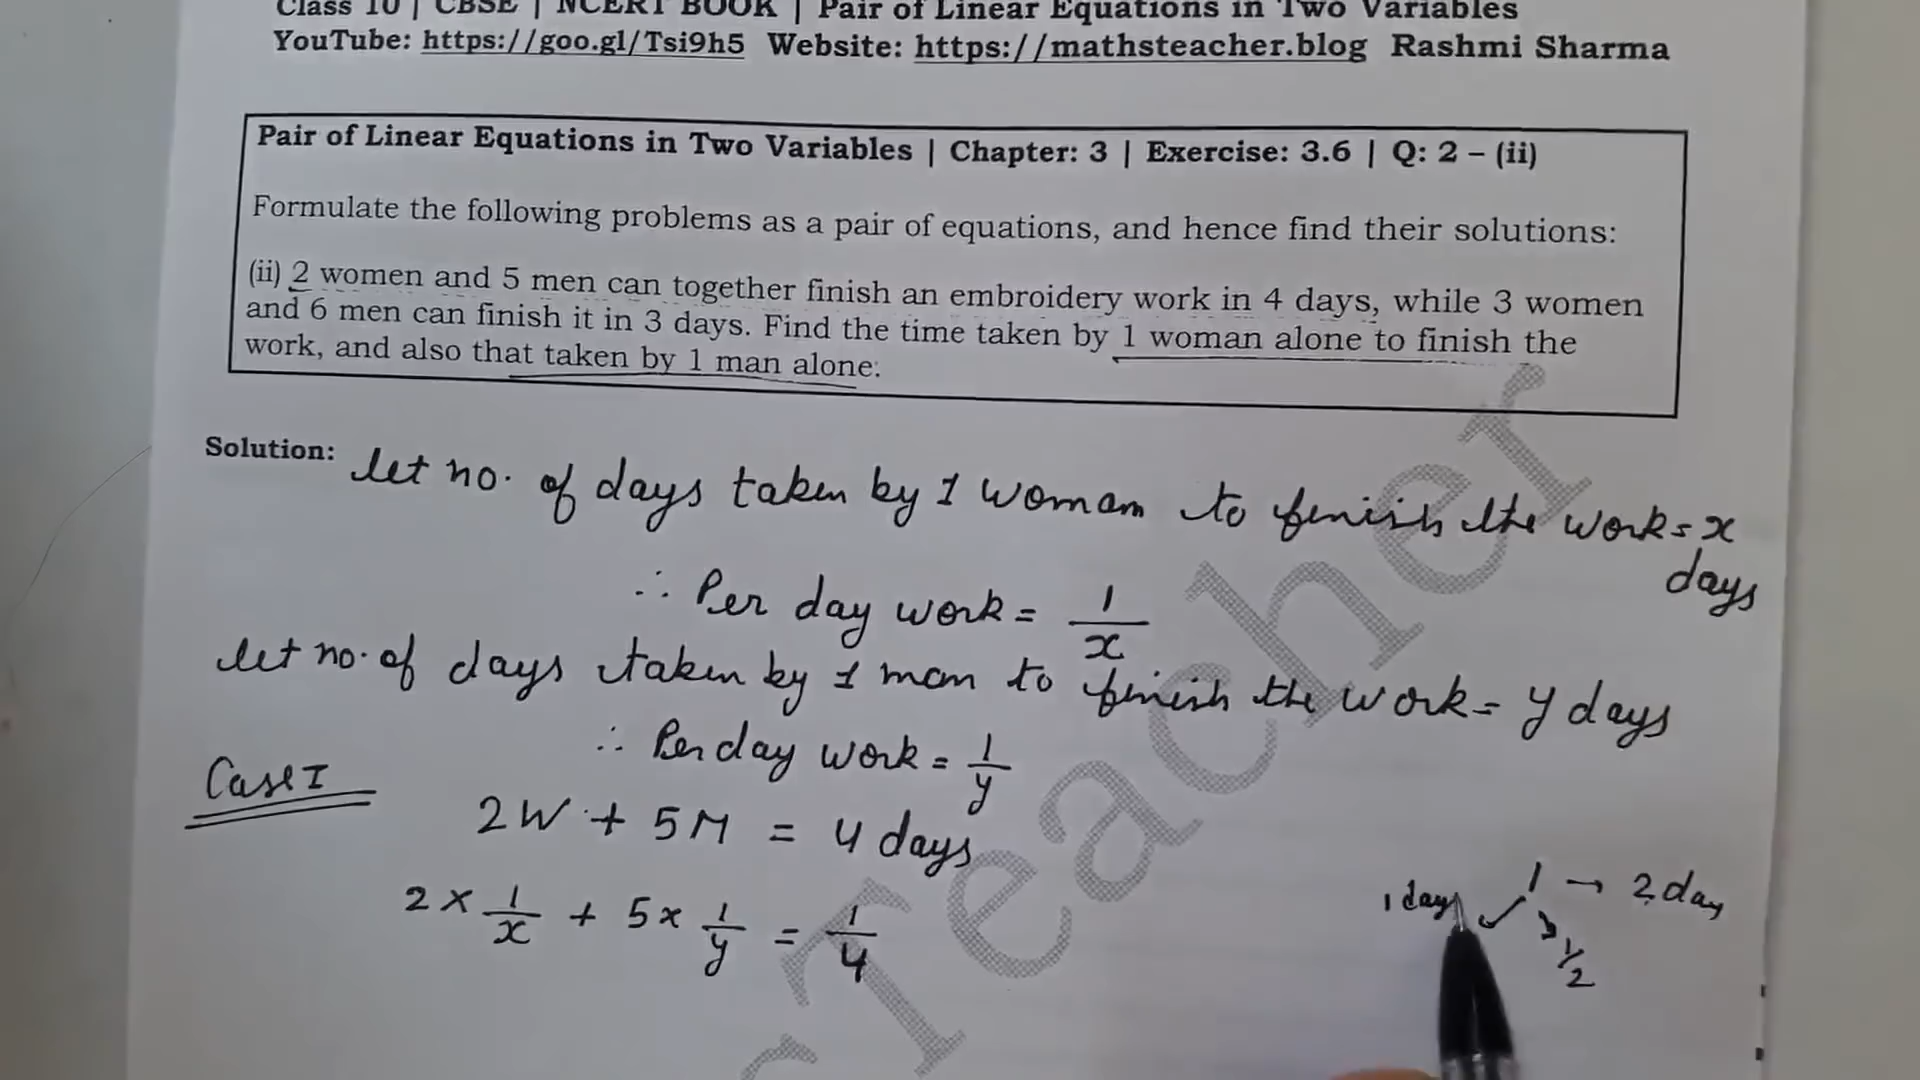 Class 10 | CBSE | NCERT BOOK | Pair of Linear Equations in Two Variables
YouTube: https://goo.gl/Tsi9h5 Website: https://mathsteacher.blog Rashmi Sharma
Pair of Linear Equations in Two Variables | Chapter: 3 | Exercise: 3.6 | Q: 2 – (ii)
Formulate the following problems as a pair of equations, and hence find their solutions:
(ii) 2 women and 5 men can together finish an embroidery work in 4 days, while 3 women
and 6 men can finish it in 3 days. Find the time taken by 1 woman alone to finish the
work, and also that taken by 1 man alone.
Solution: let no. of days taken by 1 woman to finish the work = x
days
∴ Per day work = 1/x
let no. of days taken by 1 man to finish the work = y days
∴ Per day work = 1/y
Case I
2W + 5M = 4 days
2 × 1/x + 5 × 1/y = 1/4
1 day 1 → 2 day
1/2
r Teacher